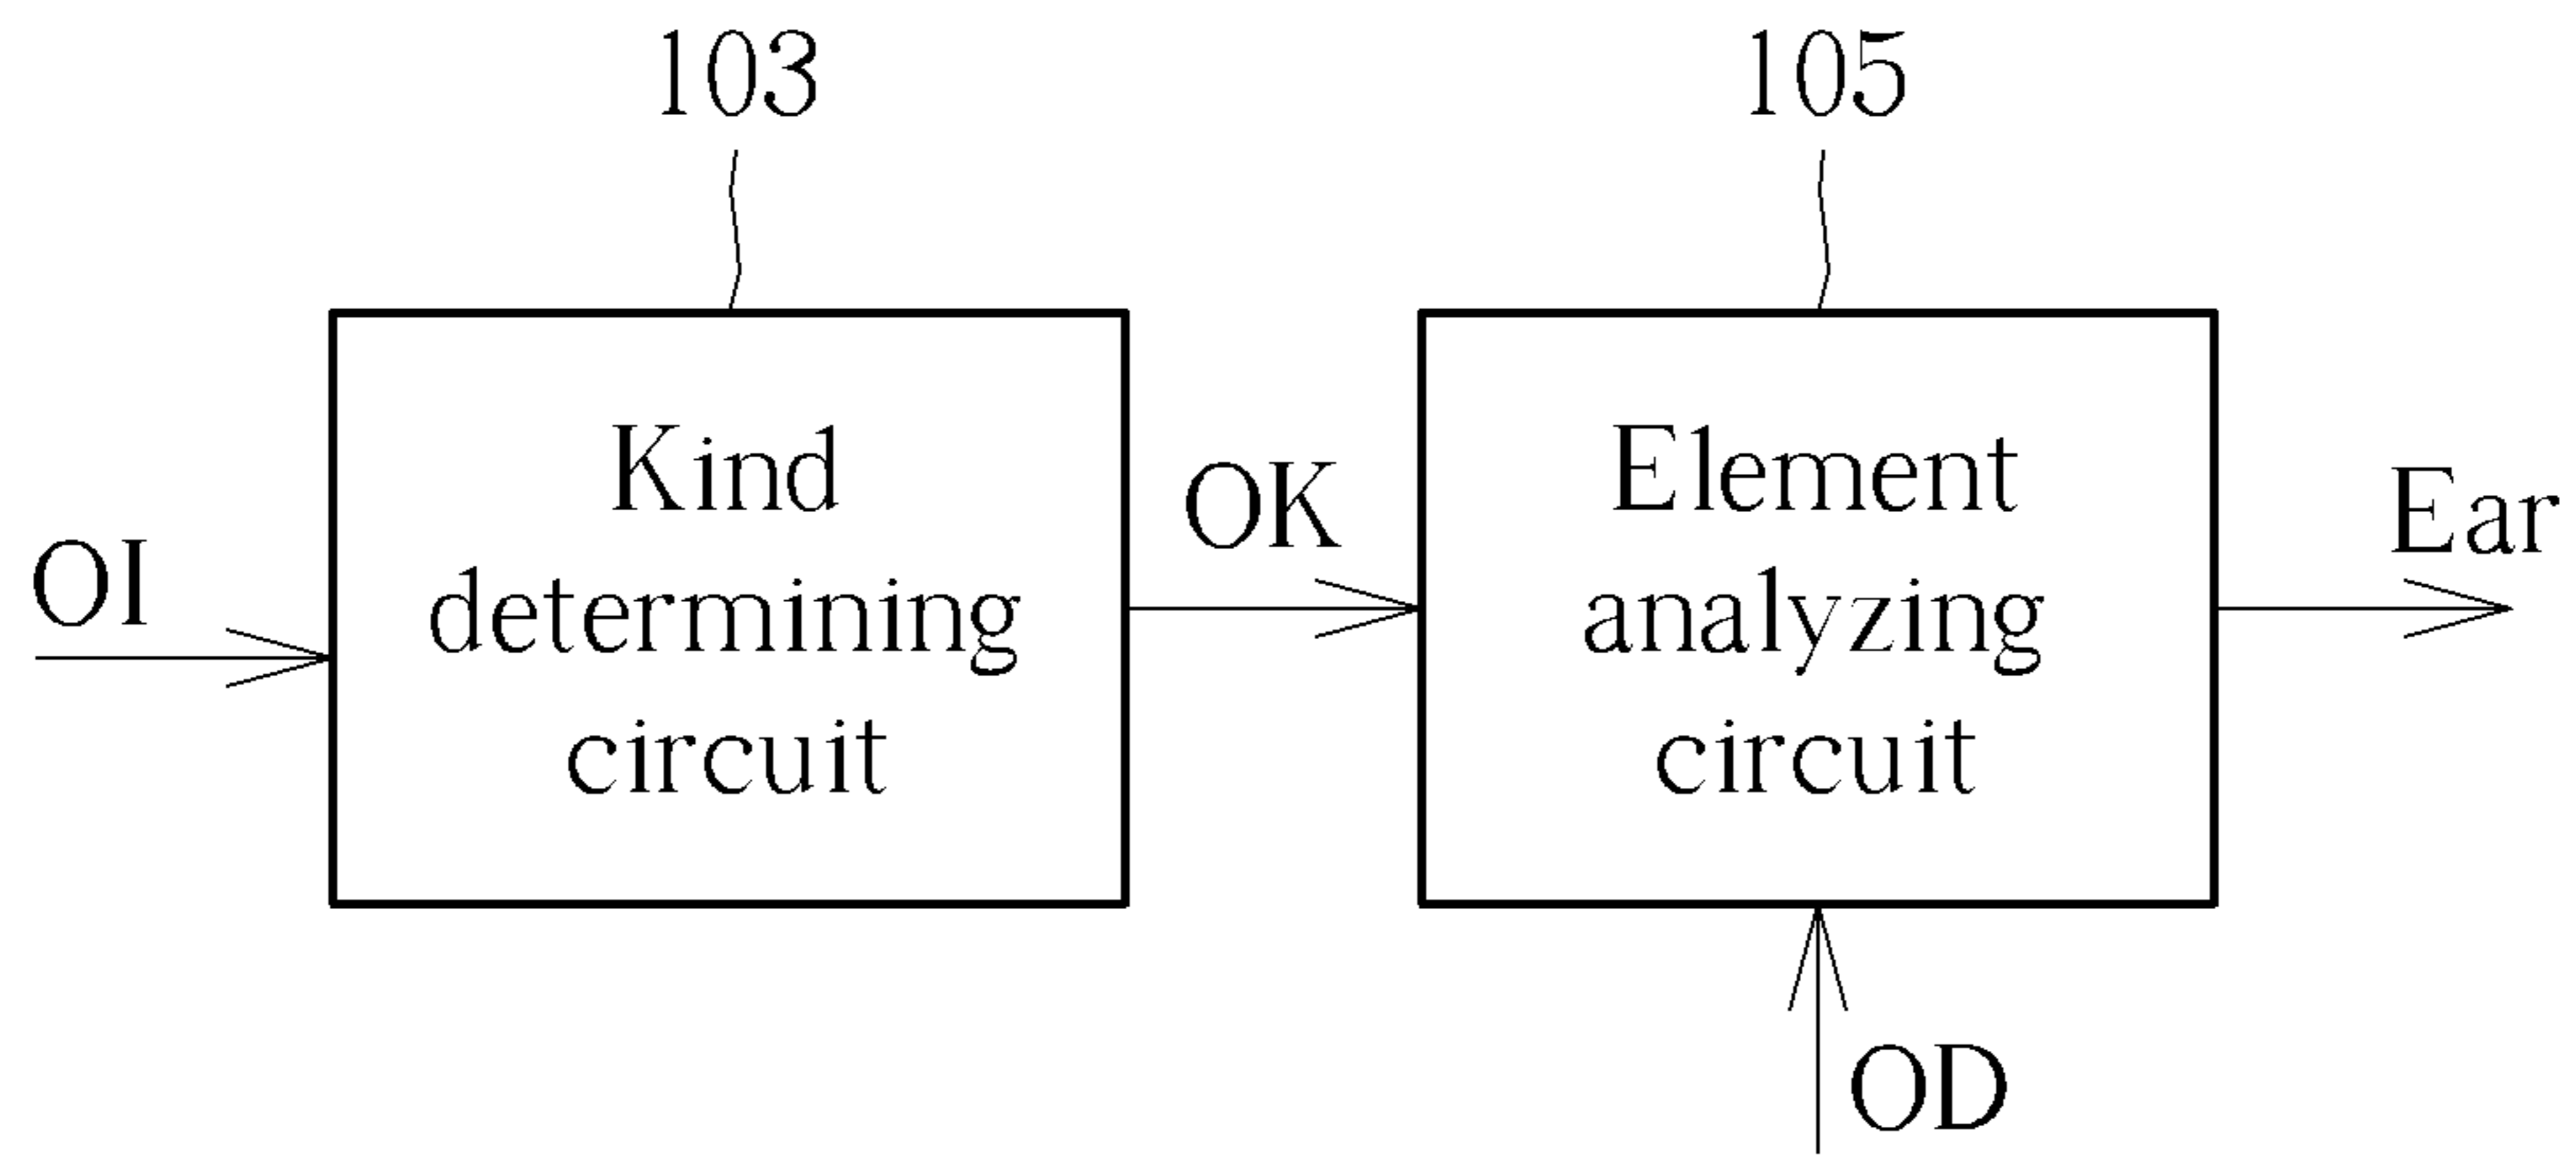 103
105
Kind
determining
circuit
Element
analyzing
circuit
OI
OK
Ear
OD